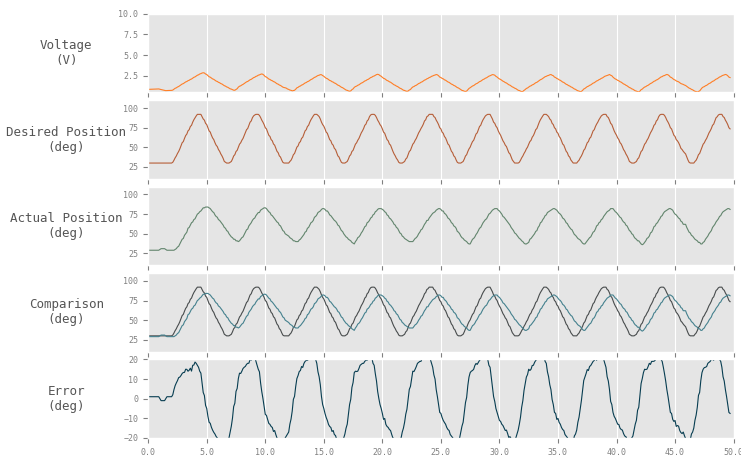 10.0
7.5
5.0
2.5
Voltage
(V)
100
75
50
25
Desired Position
(deg)
100
75
50
25
Actual Position
(deg)
100
75
50
25
Comparison
(deg)
20
10
0
−10
−20
Error
(deg)
0.0 5.0 10.0 15.0 20.0 25.0 30.0 35.0 40.0 45.0 50.0